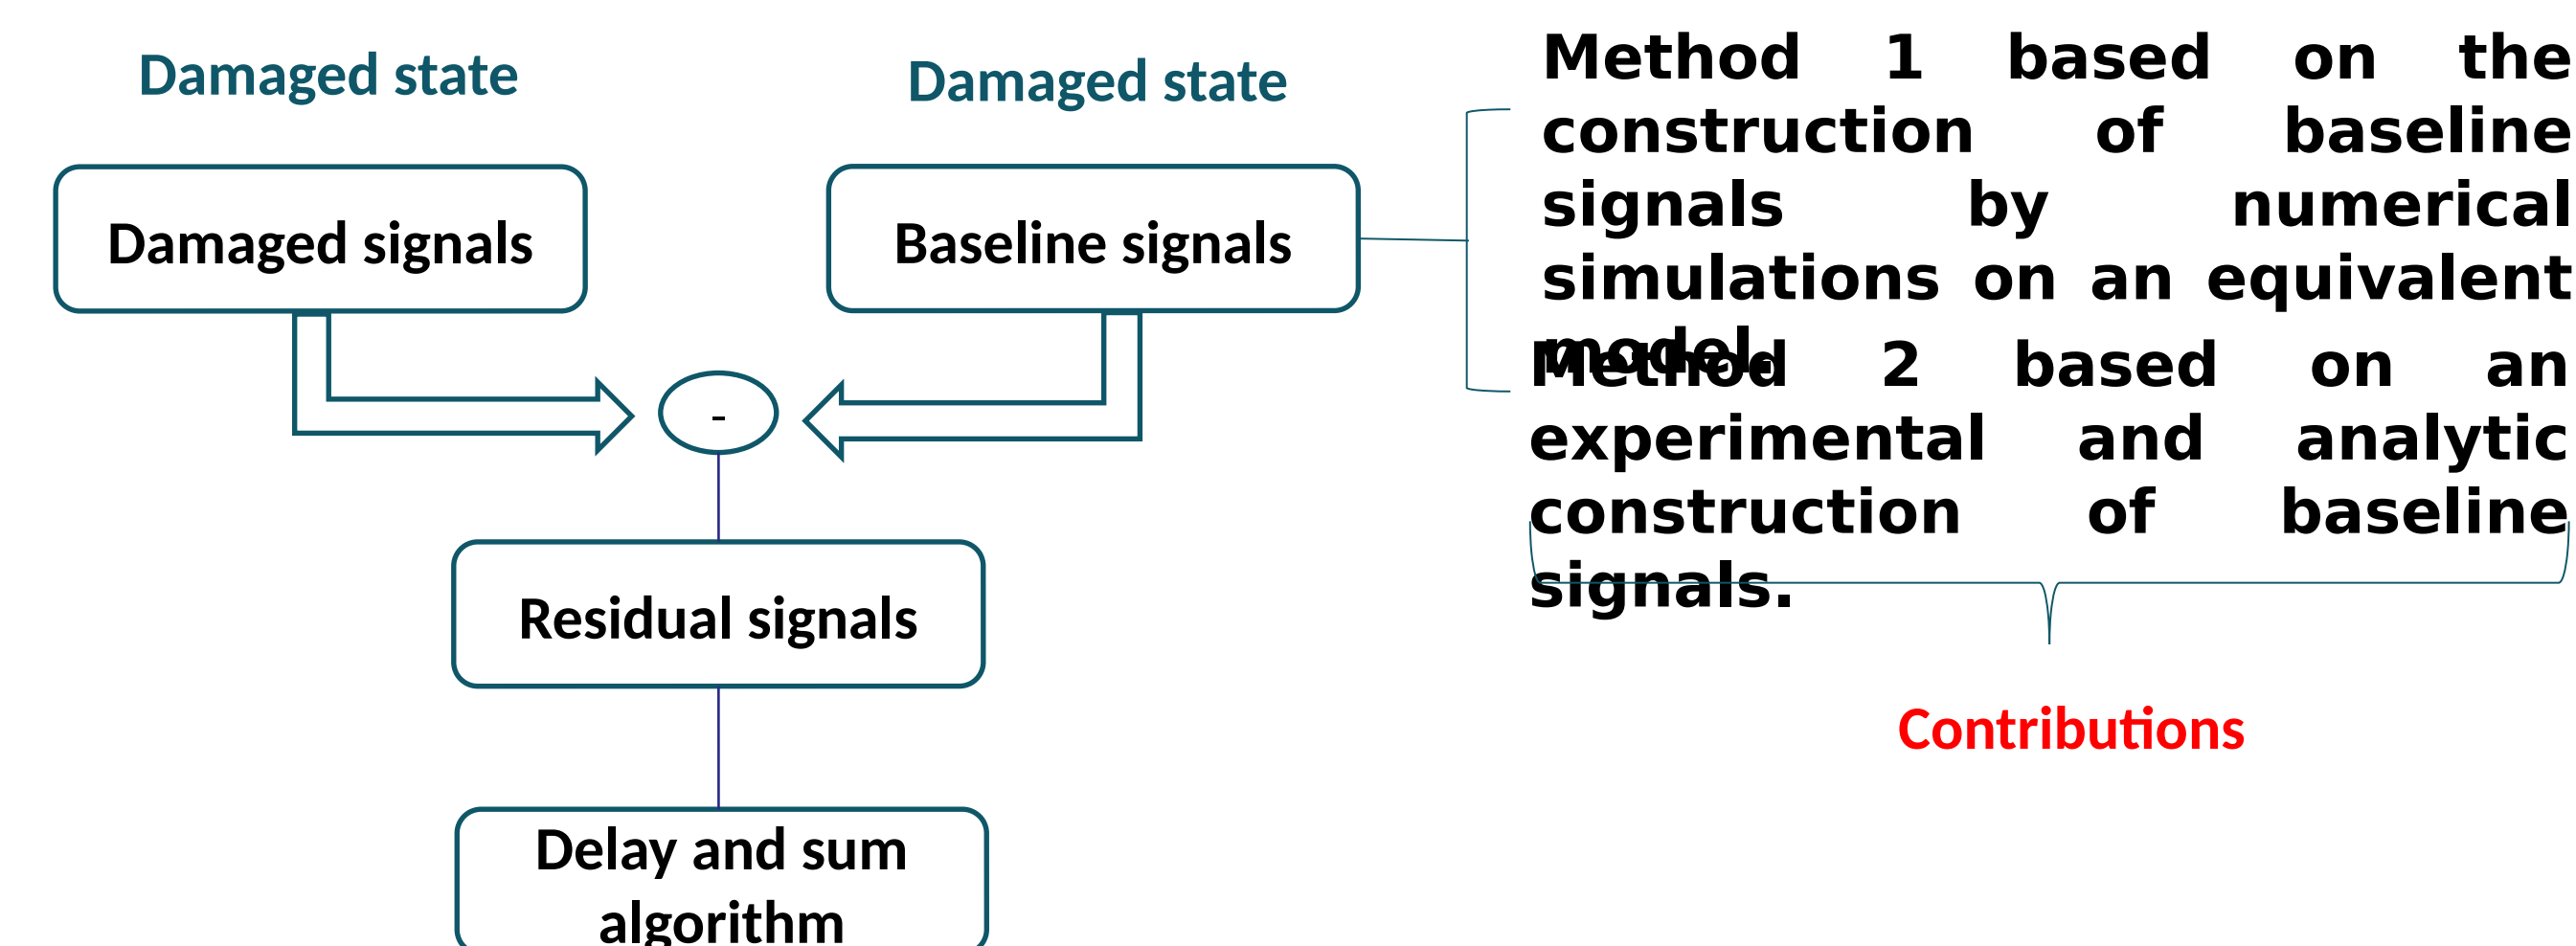 Damaged state
Damaged state
Damaged signals
Baseline signals
-
Residual signals
Delay and sum
algorithm
Method 1 based on the
construction of baseline
signals by numerical
simulations on an equivalent
model.
Method 2 based on an
experimental and analytic
construction of baseline
signals.
Contributions